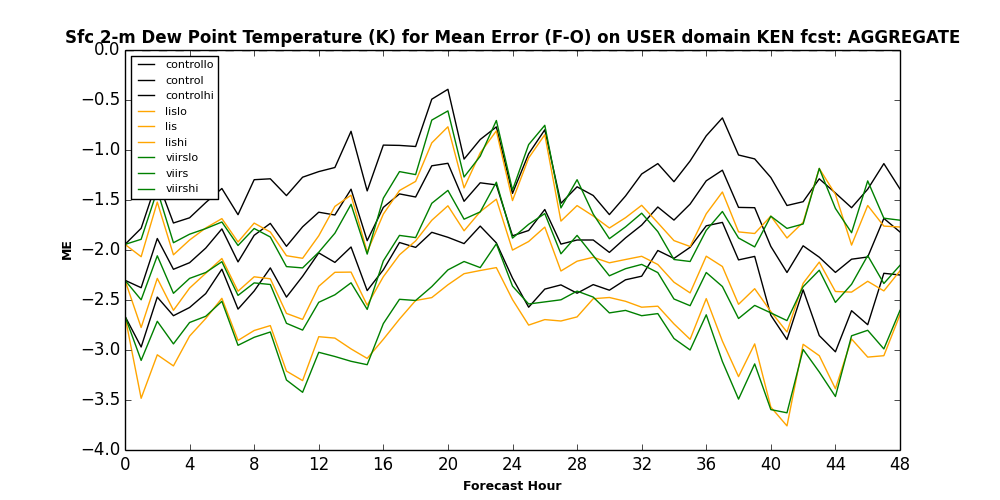 Sfc 2-m Dew Point Temperature (K) for Mean Error (F-O) on USER domain KEN fcst: AGGREGATE
0.0
−0.5
−1.0
−1.5
−2.0
−2.5
−3.0
−3.5
−4.0
ME
controllo
control
controlhi
lislo
lis
lishi
viirslo
viirs
viirshi
0 4 8 12 16 20 24 28 32 36 40 44 48
Forecast Hour